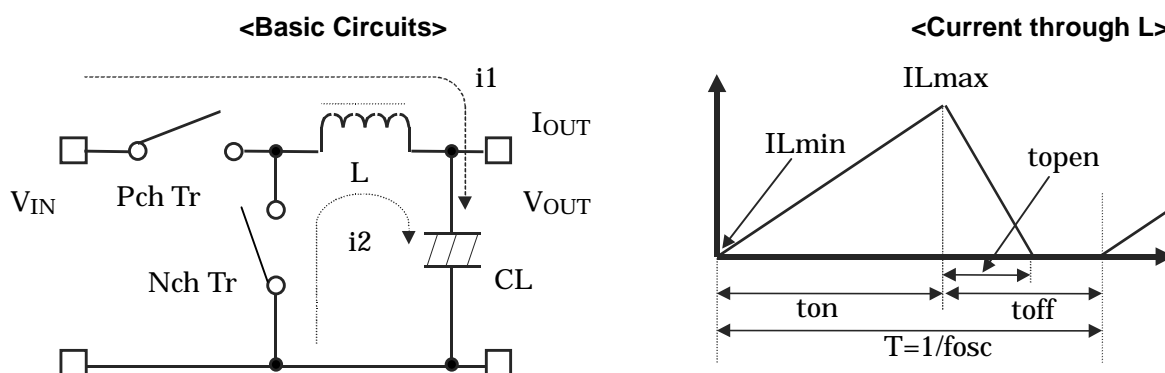 <Basic Circuits>
i1
IOUT
VIN
Pch Tr
L
VOUT
i2
Nch Tr
CL
<Current through L>
ILmax
ILmin
topen
ton
toff
T=1/fosc